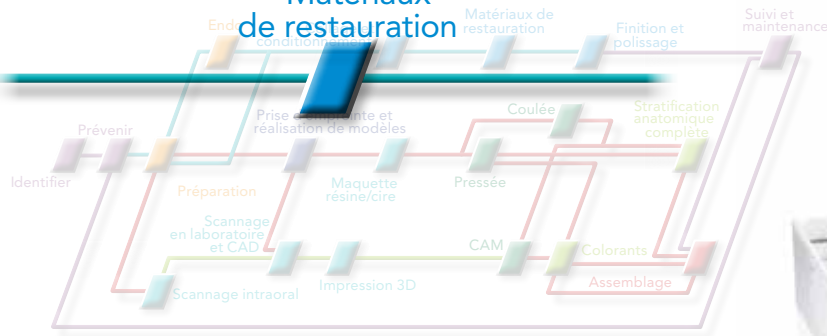 Matériaux
de restauration
Endo
conditionnement
Matériaux de
restauration
Finition et
polissage
Suivi et
maintenance
Prévenir
Prise d'empreinte et
réalisation de modèles
Coulée
Stratification
anatomique
complète
Identifier
Préparation
Maquette
résine/cire
Pressée
Scannage
en laboratoire
et CAD
CAM
Colorants
Scannage intraoral
Impression 3D
Assemblage